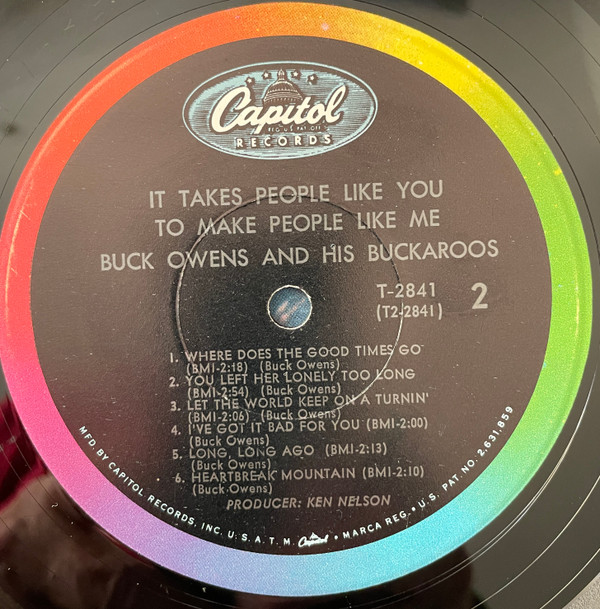 Capitol
RECORDS
IT TAKES PEOPLE LIKE YOU
TO MAKE PEOPLE LIKE ME
BUCK OWENS AND HIS BUCKAROOS
T-2841
(T2-2841)
2
1. WHERE DOES THE GOOD TIMES GO
(BMI-2:18) (Buck Owens)
2. YOU LEFT HER LONELY TOO LONG
(BMI-2:54) (Buck Owens)
3. LET THE WORLD KEEP ON A TURNIN'
(BMI-2:06) (Buck Owens)
4. I'VE GOT IT BAD FOR YOU (BMI-2:00)
(Buck Owens)
5. LONG, LONG AGO (BMI-2:13)
(Buck Owens)
6. HEARTBREAK MOUNTAIN (BMI-2:10)
(Buck Owens)
PRODUCER: KEN NELSON
MFD. BY CAPITOL RECORDS, INC. U.S.A. T.M. Capitol • MARCA REG. • U.S. PAT. NO. 2,631,859